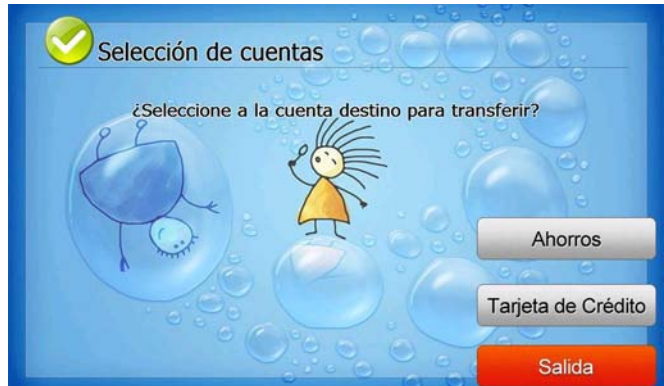 Selección de cuentas
¿Seleccione a la cuenta destino para transferir?
Ahorros
Tarjeta de Crédito
Salida